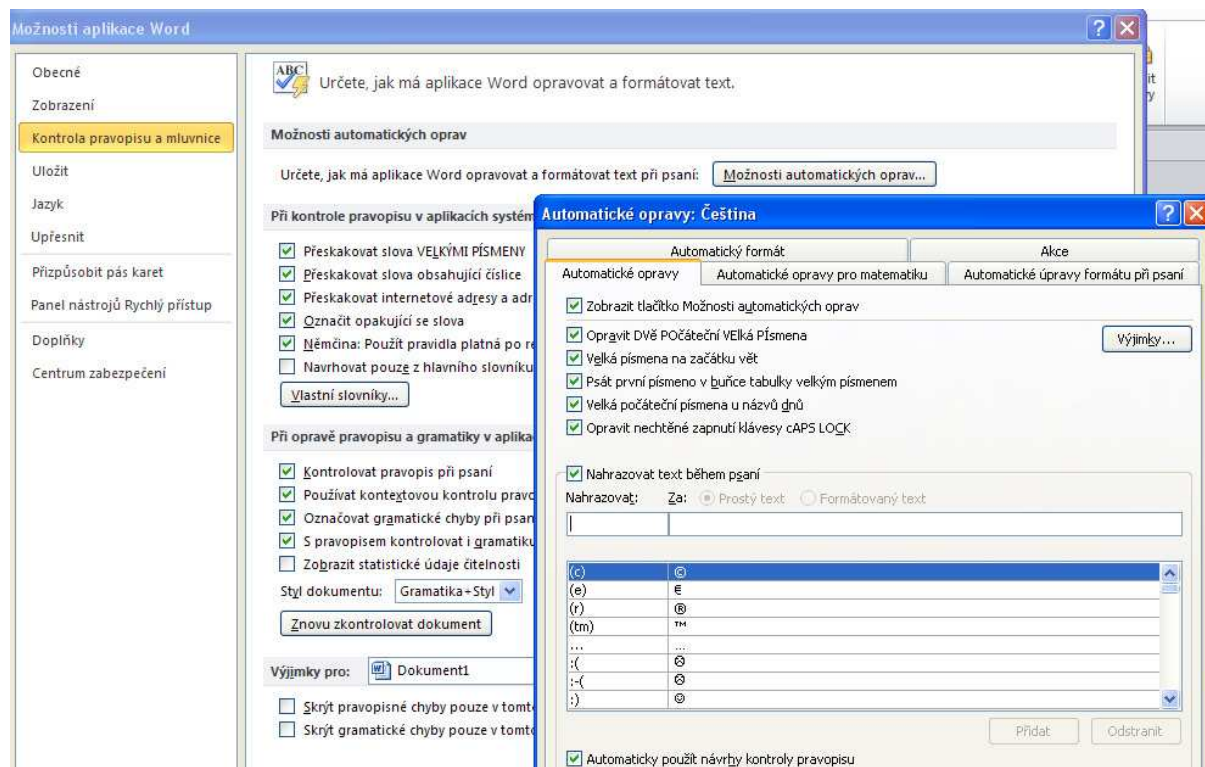 Možnosti aplikace Word
Obecné
Zobrazení
Kontrola pravopisu a mluvnice
Uložit
Jazyk
Upřesnit
Přizpůsobit pás karet
Panel nástrojů Rychlý přístup
Doplňky
Centrum zabezpečení
ABC
Určete, jak má aplikace Word opravovat a formátovat text.
Možnosti automatických oprav
Určete, jak má aplikace Word opravovat a formátovat text při psaní: Možnosti automatických oprav...
Při kontrole pravopisu v aplikacích systém
Přeskakovat slova VELKÝMI PÍSMENY
Přeskakovat slova obsahující číslice
Přeskakovat internetové adresy a adr
Označit opakující se slova
Němčina: Použít pravidla platná po re
Navrhovat pouze z hlavního slovníku
Vlastní slovníky...
Při opravě pravopisu a gramatiky v aplika
Kontrolovat pravopis při psaní
Používat kontextovou kontrolu pravo
Označovat gramatické chyby při psan
S pravopisem kontrolovat i gramatiku
Zobrazit statistické údaje čitelnosti
Styl dokumentu: Gramatika+Styl
Znovu zkontrolovat dokument
Výjimky pro: Dokument1
Skrýt pravopisné chyby pouze v tomto
Skrýt gramatické chyby pouze v tomto
Automatické opravy: Čeština
Automatický formát Akce
Automatické opravy Automatické opravy pro matematiku Automatické úpravy formátu při psaní
Zobrazit tlačítko Možnosti automatických oprav
Opravit DVě POčáteční VElká PÍsmena Výjimky...
Velká písmena na začátku vět
Psát první písmeno v buňce tabulky velkým písmenem
Velká počáteční písmena u názvů dnů
Opravit nechtěné zapnutí klávesy cAPS LOCK
Nahrazovat text během psaní
Nahrazovat: Za: Prostý text Formátovaný text
(c) ©
(e) €
(r) ®
(tm) ™
... …
:( ☹
:-( ☹
:) ☺
Přidat Odstranit
Automaticky použít návrhy kontroly pravopisu